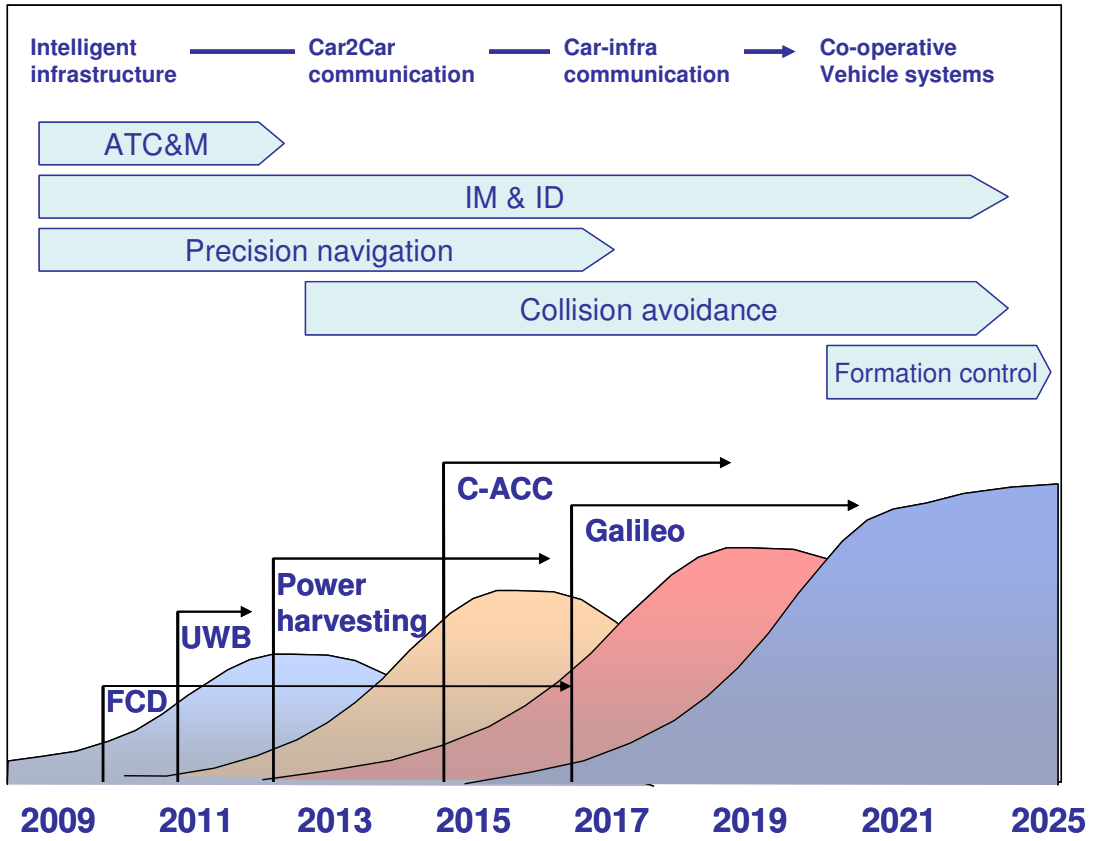 Intelligent infrastructure
Car2Car communication
Car-infra communication
Co-operative Vehicle systems
ATC&M
IM & ID
Precision navigation
Collision avoidance
Formation control
C-ACC
Galileo
Power
harvesting
UWB
FCD
2009 2011 2013 2015 2017 2019 2021 2025